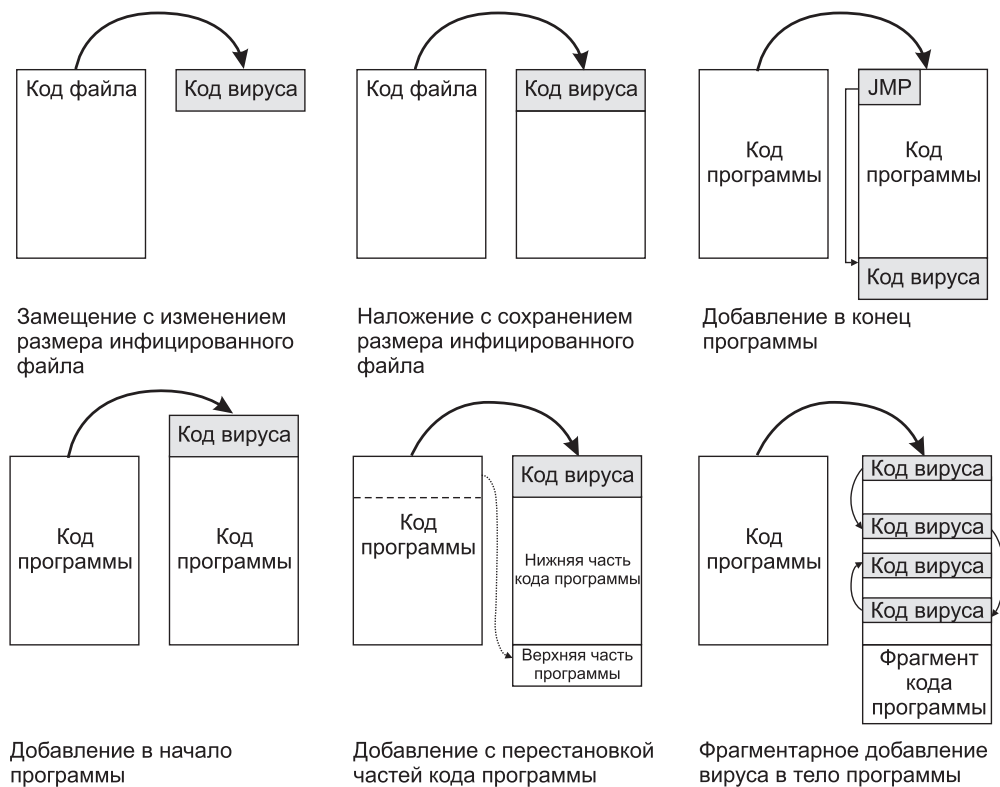 Код файла
Код вируса
Замещение с изменением
размера инфицированного
файла
Код файла
Код вируса
Наложение с сохранением
размера инфицированного
файла
Код
программы
JMP
Код
программы
Код вируса
Добавление в конец
программы
Код
программы
Код вируса
Код
программы
Добавление в начало
программы
Код
программы
Код вируса
Нижняя часть
кода программы
Верхняя часть
программы
Добавление с перестановкой
частей кода программы
Код
программы
Код вируса
Код вируса
Код вируса
Код вируса
Фрагмент
кода
программы
Фрагментарное добавление
вируса в тело программы